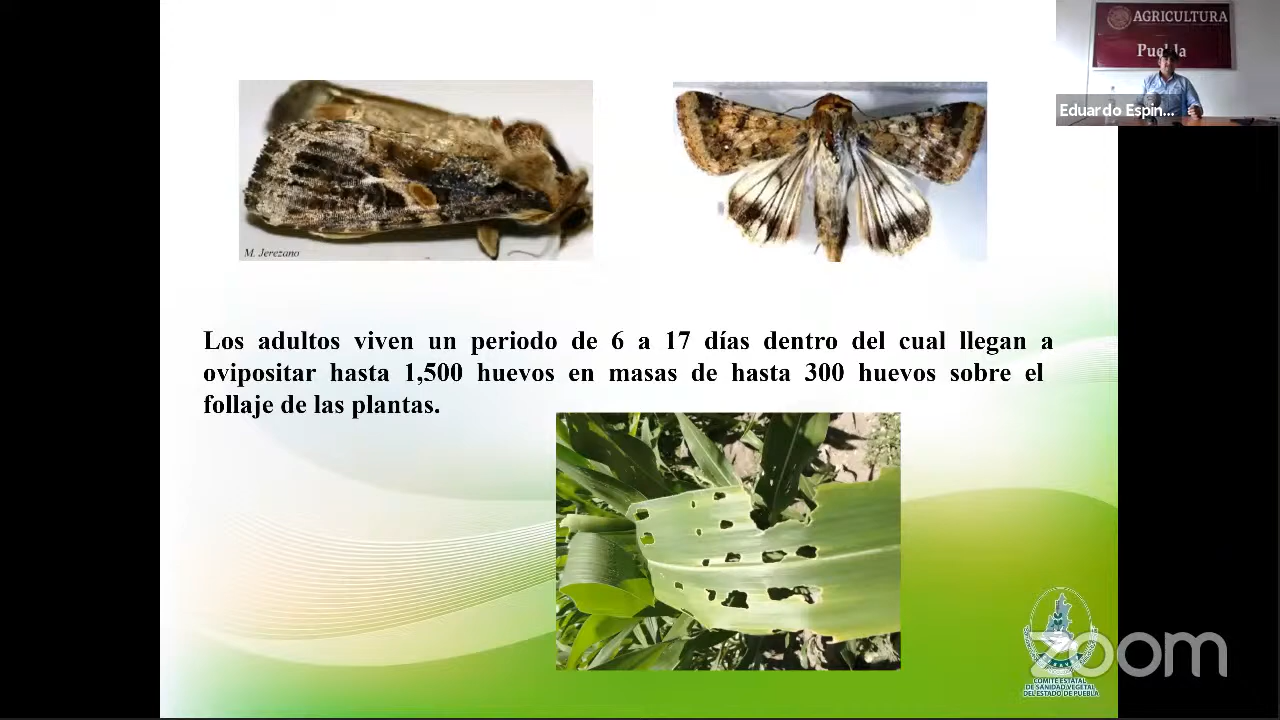 AGRICULTURA
Puebla
Eduardo Espin...
M. Jerezano
Los adultos viven un periodo de 6 a 17 días dentro del cual llegan a
ovipositar hasta 1,500 huevos en masas de hasta 300 huevos sobre el
follaje de las plantas.
zoom
COMITE ESTATAL
DE SANIDAD VEGETAL
DEL ESTADO DE PUEBLA